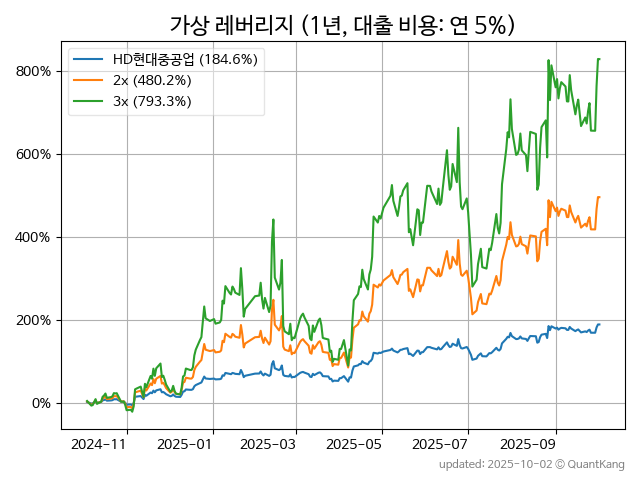 가상 레버리지 (1년, 대출 비용: 연 5%)
HD현대중공업 (184.6%)
2x (480.2%)
3x (793.3%)
800%
600%
400%
200%
0%
2024-11
2025-01
2025-03
2025-05
2025-07
2025-09
updated: 2025-10-02 © QuantKang